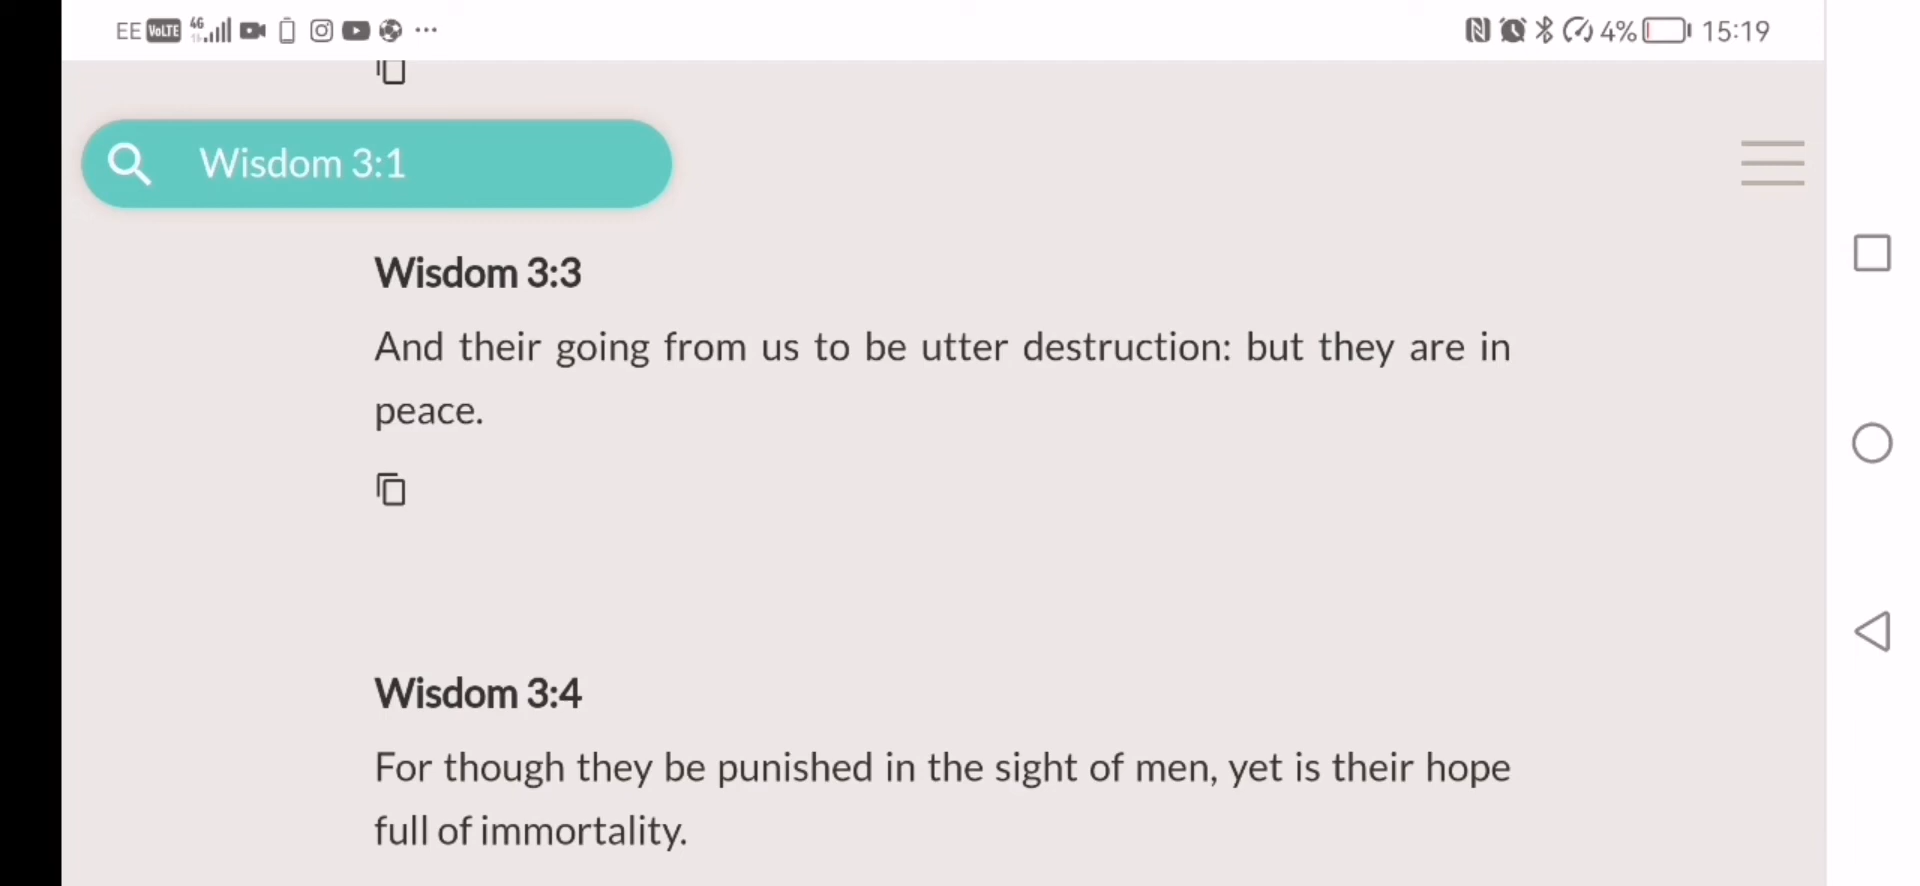 EE VoLTE 4G 4% 15:19
Wisdom 3:1
Wisdom 3:3
And their going from us to be utter destruction: but they are in
peace.
Wisdom 3:4
For though they be punished in the sight of men, yet is their hope
full of immortality.